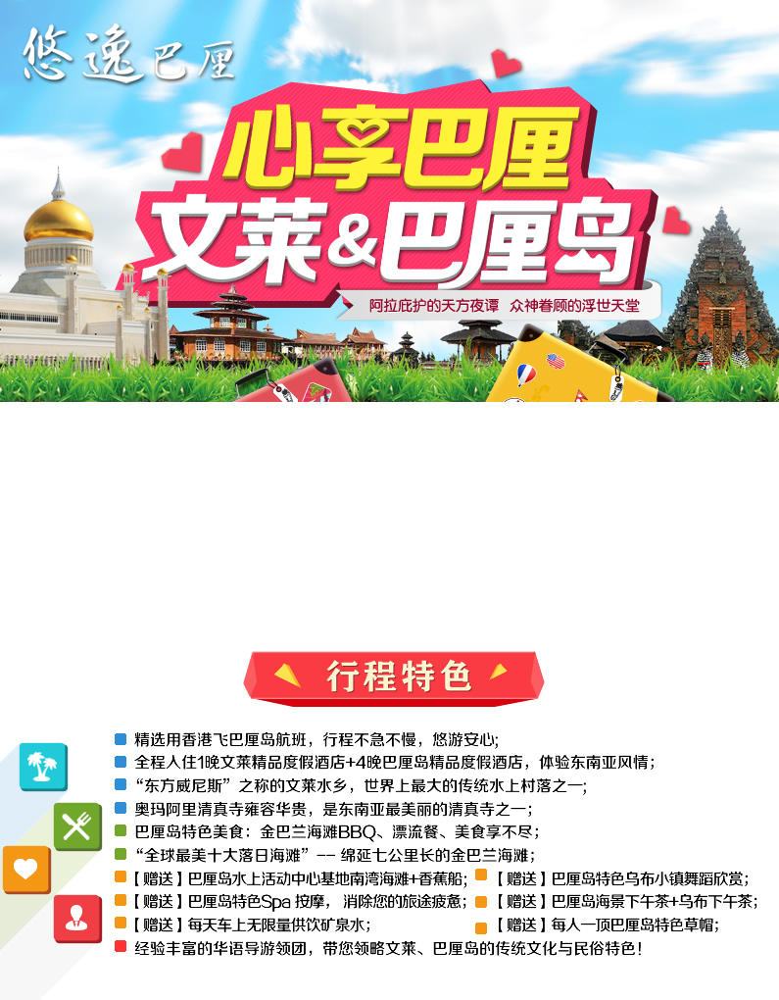 悠逸巴厘
心享巴厘
文莱&巴厘岛
阿拉庇护的天方夜谭 众神眷顾的浮世天堂
行程特色
精选用香港飞巴厘岛航班，行程不急不慢，悠游安心;
全程入住1晚文莱精品度假酒店+4晚巴厘岛精品度假酒店，体验东南亚风情；
“东方威尼斯”之称的文莱水乡，世界上最大的传统水上村落之一;
奥玛阿里清真寺雍容华贵，是东南亚最美丽的清真寺之一；
巴厘岛特色美食：金巴兰海滩BBQ、漂流餐、美食享不尽；
“全球最美十大落日海滩”-- 绵延七公里长的金巴兰海滩；
【赠送】巴厘岛水上活动中心基地南湾海滩+香蕉船； 【赠送】巴厘岛特色乌布小镇舞蹈欣赏；
【赠送】巴厘岛特色Spa 按摩， 消除您的旅途疲惫； 【赠送】巴厘岛海景下午茶+乌布下午茶；
【赠送】每天车上无限量供饮矿泉水； 【赠送】每人一顶巴厘岛特色草帽；
经验丰富的华语导游领团，带您领略文莱、巴厘岛的传统文化与民俗特色！